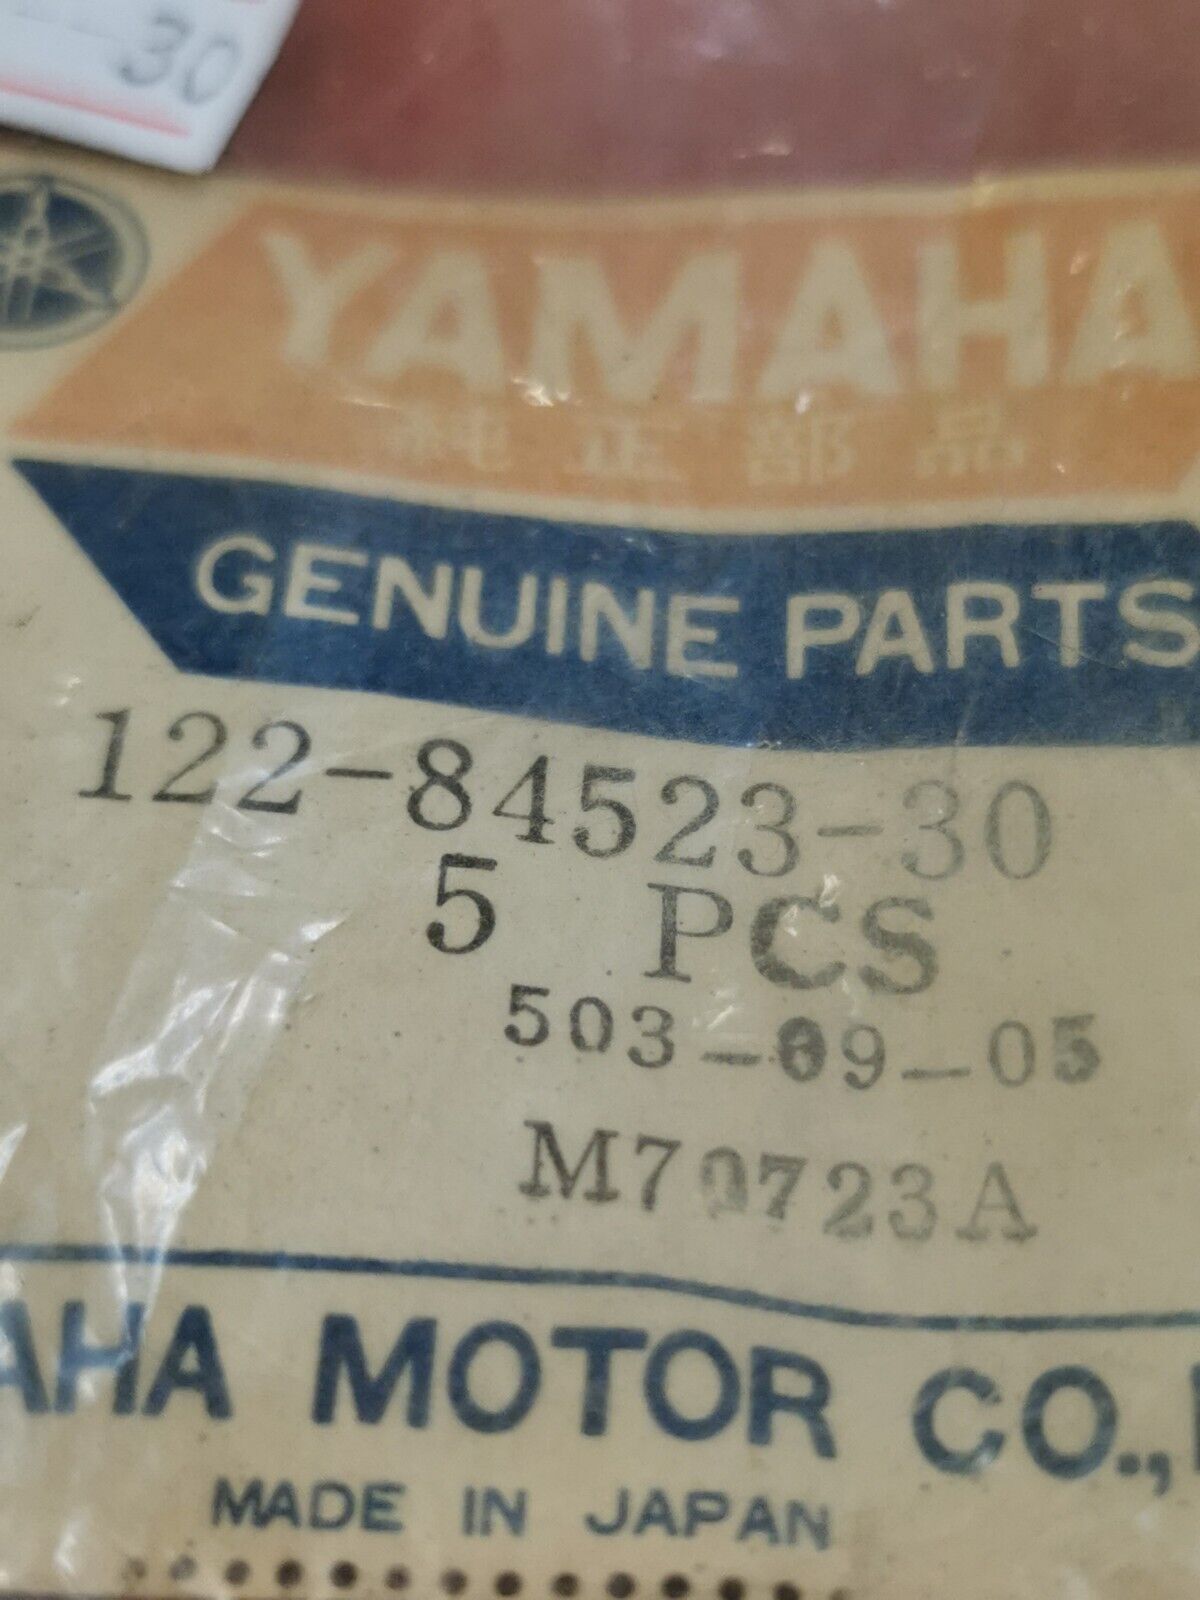 30
YAMAHA
純正部品
GENUINE PARTS
122-84523-30
5 PCS
503-09-05
M70723A
AHA MOTOR CO.,
MADE IN JAPAN